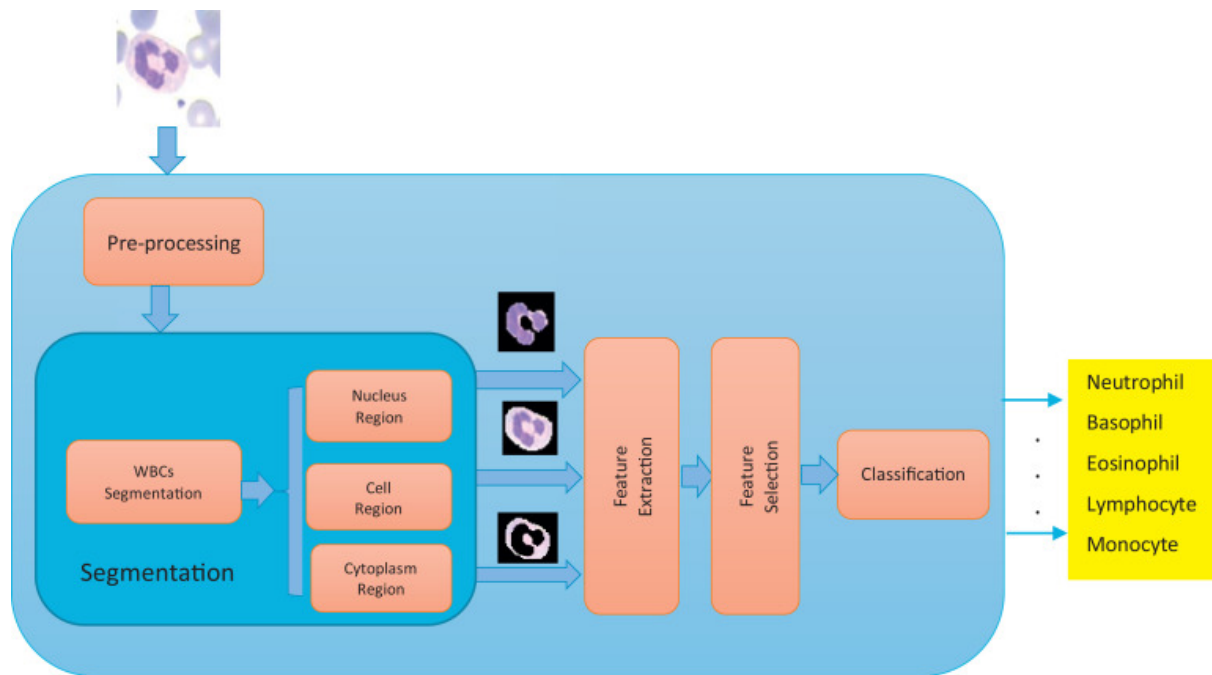 Pre-processing
WBCs
Segmentation
Segmentation
Nucleus
Region
Cell
Region
Cytoplasm
Region
Feature
Extraction
Feature
Selection
Classification
Neutrophil
Basophil
Eosinophil
Lymphocyte
Monocyte